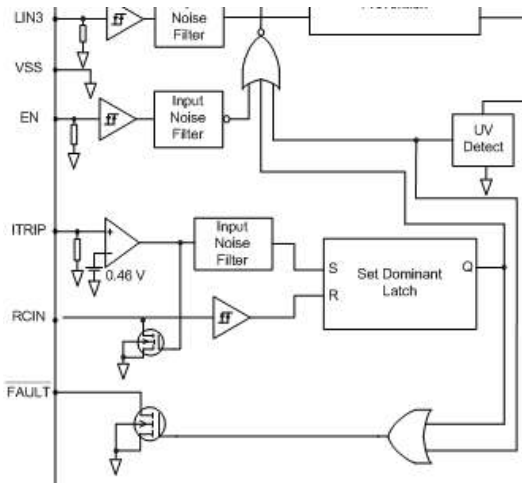 LIN3
Noise
Filter
VSS
EN
Input
Noise
Filter
UV
Detect
ITRIP
0.46 V
Input
Noise
Filter
S
R
Q
Set Dominant
Latch
RCIN
FAULT